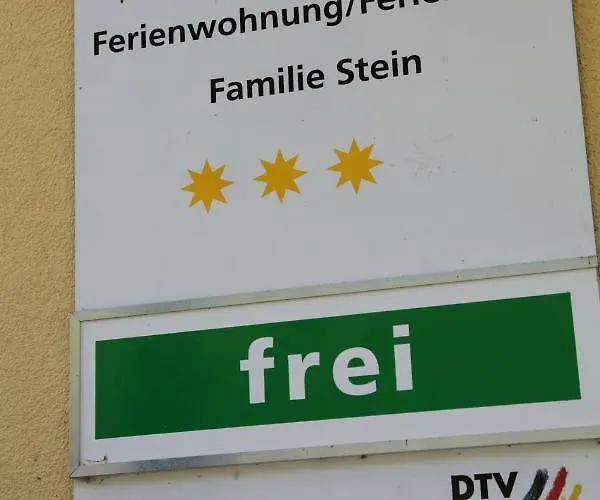 Ferienwohnung/
Familie Stein
frei
DTV